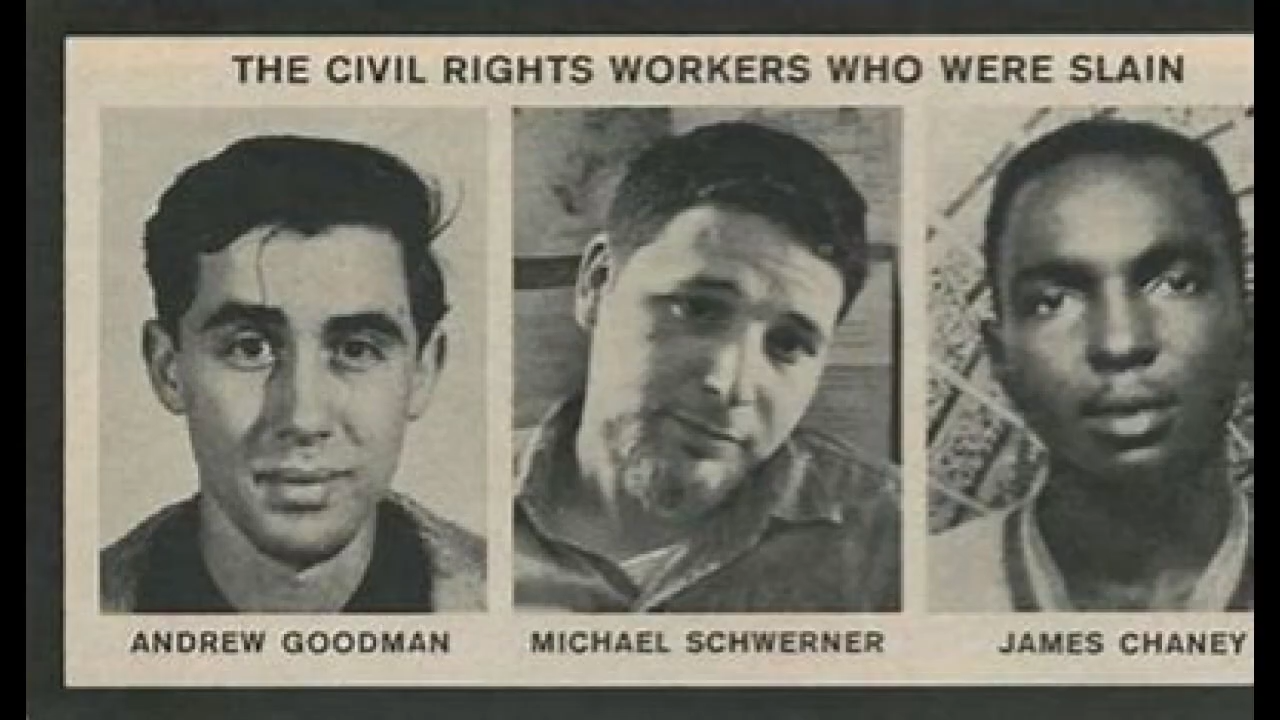 THE CIVIL RIGHTS WORKERS WHO WERE SLAIN
ANDREW GOODMAN
MICHAEL SCHWERNER
JAMES CHANEY